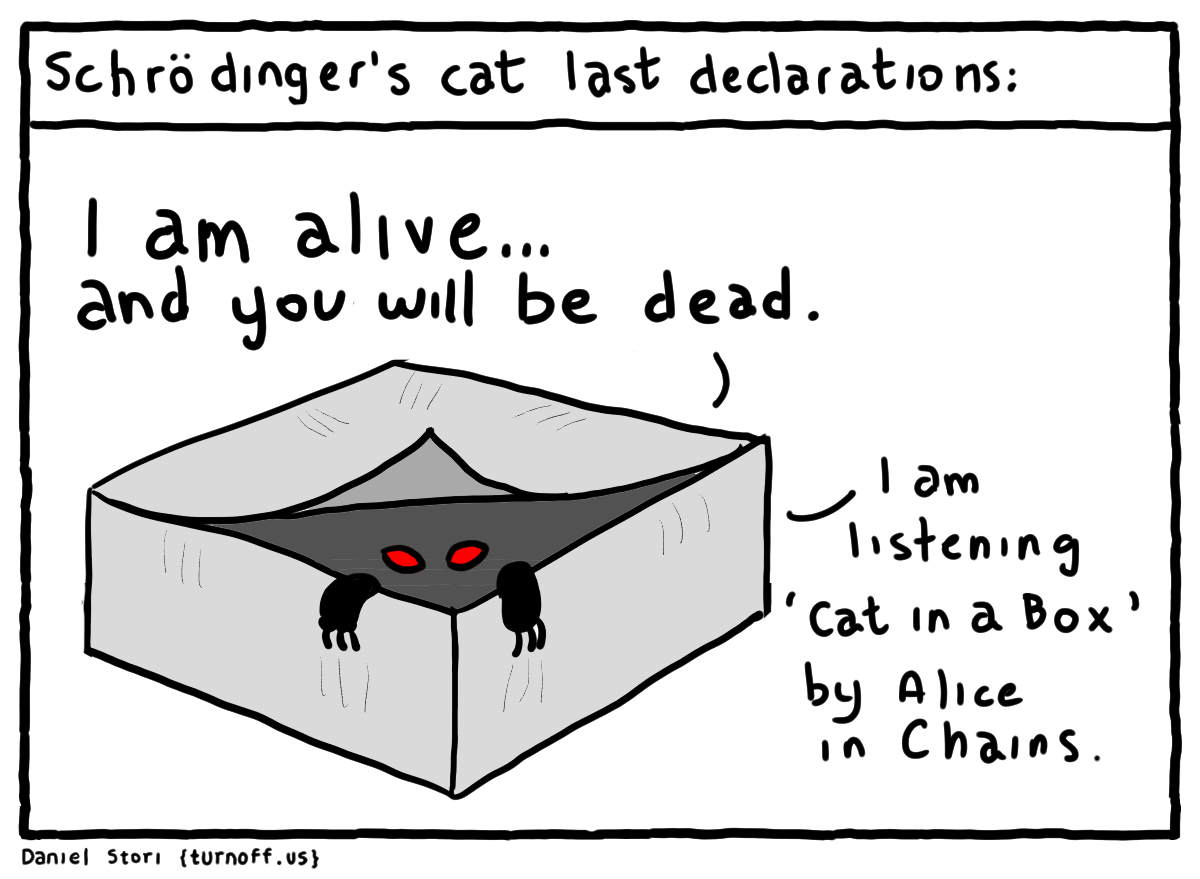 Schrödinger's cat last declarations:
I am alive...
and you will be dead.
I am
listening
'Cat in a Box'
by Alice
in Chains.
Daniel Stori {turnoff.us}